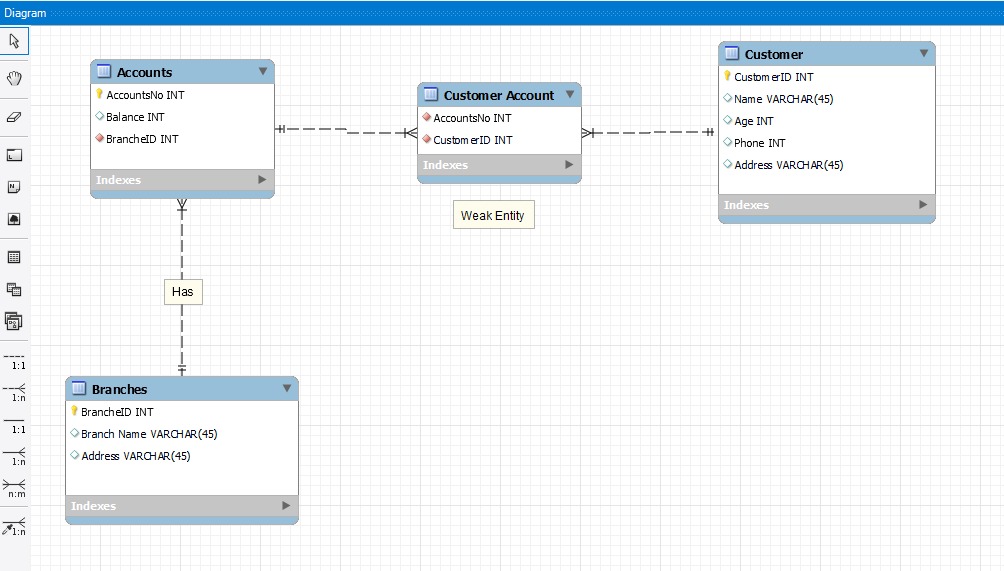 Diagram
Accounts
AccountsNo INT
Balance INT
BrancheID INT
Indexes
Customer Account
AccountsNo INT
CustomerID INT
Indexes
Weak Entity
Customer
CustomerID INT
Name VARCHAR(45)
Age INT
Phone INT
Address VARCHAR(45)
Indexes
Has
Branches
BrancheID INT
Branch Name VARCHAR(45)
Address VARCHAR(45)
Indexes
1:1
1:n
1:1
1:n
n:m
1:n